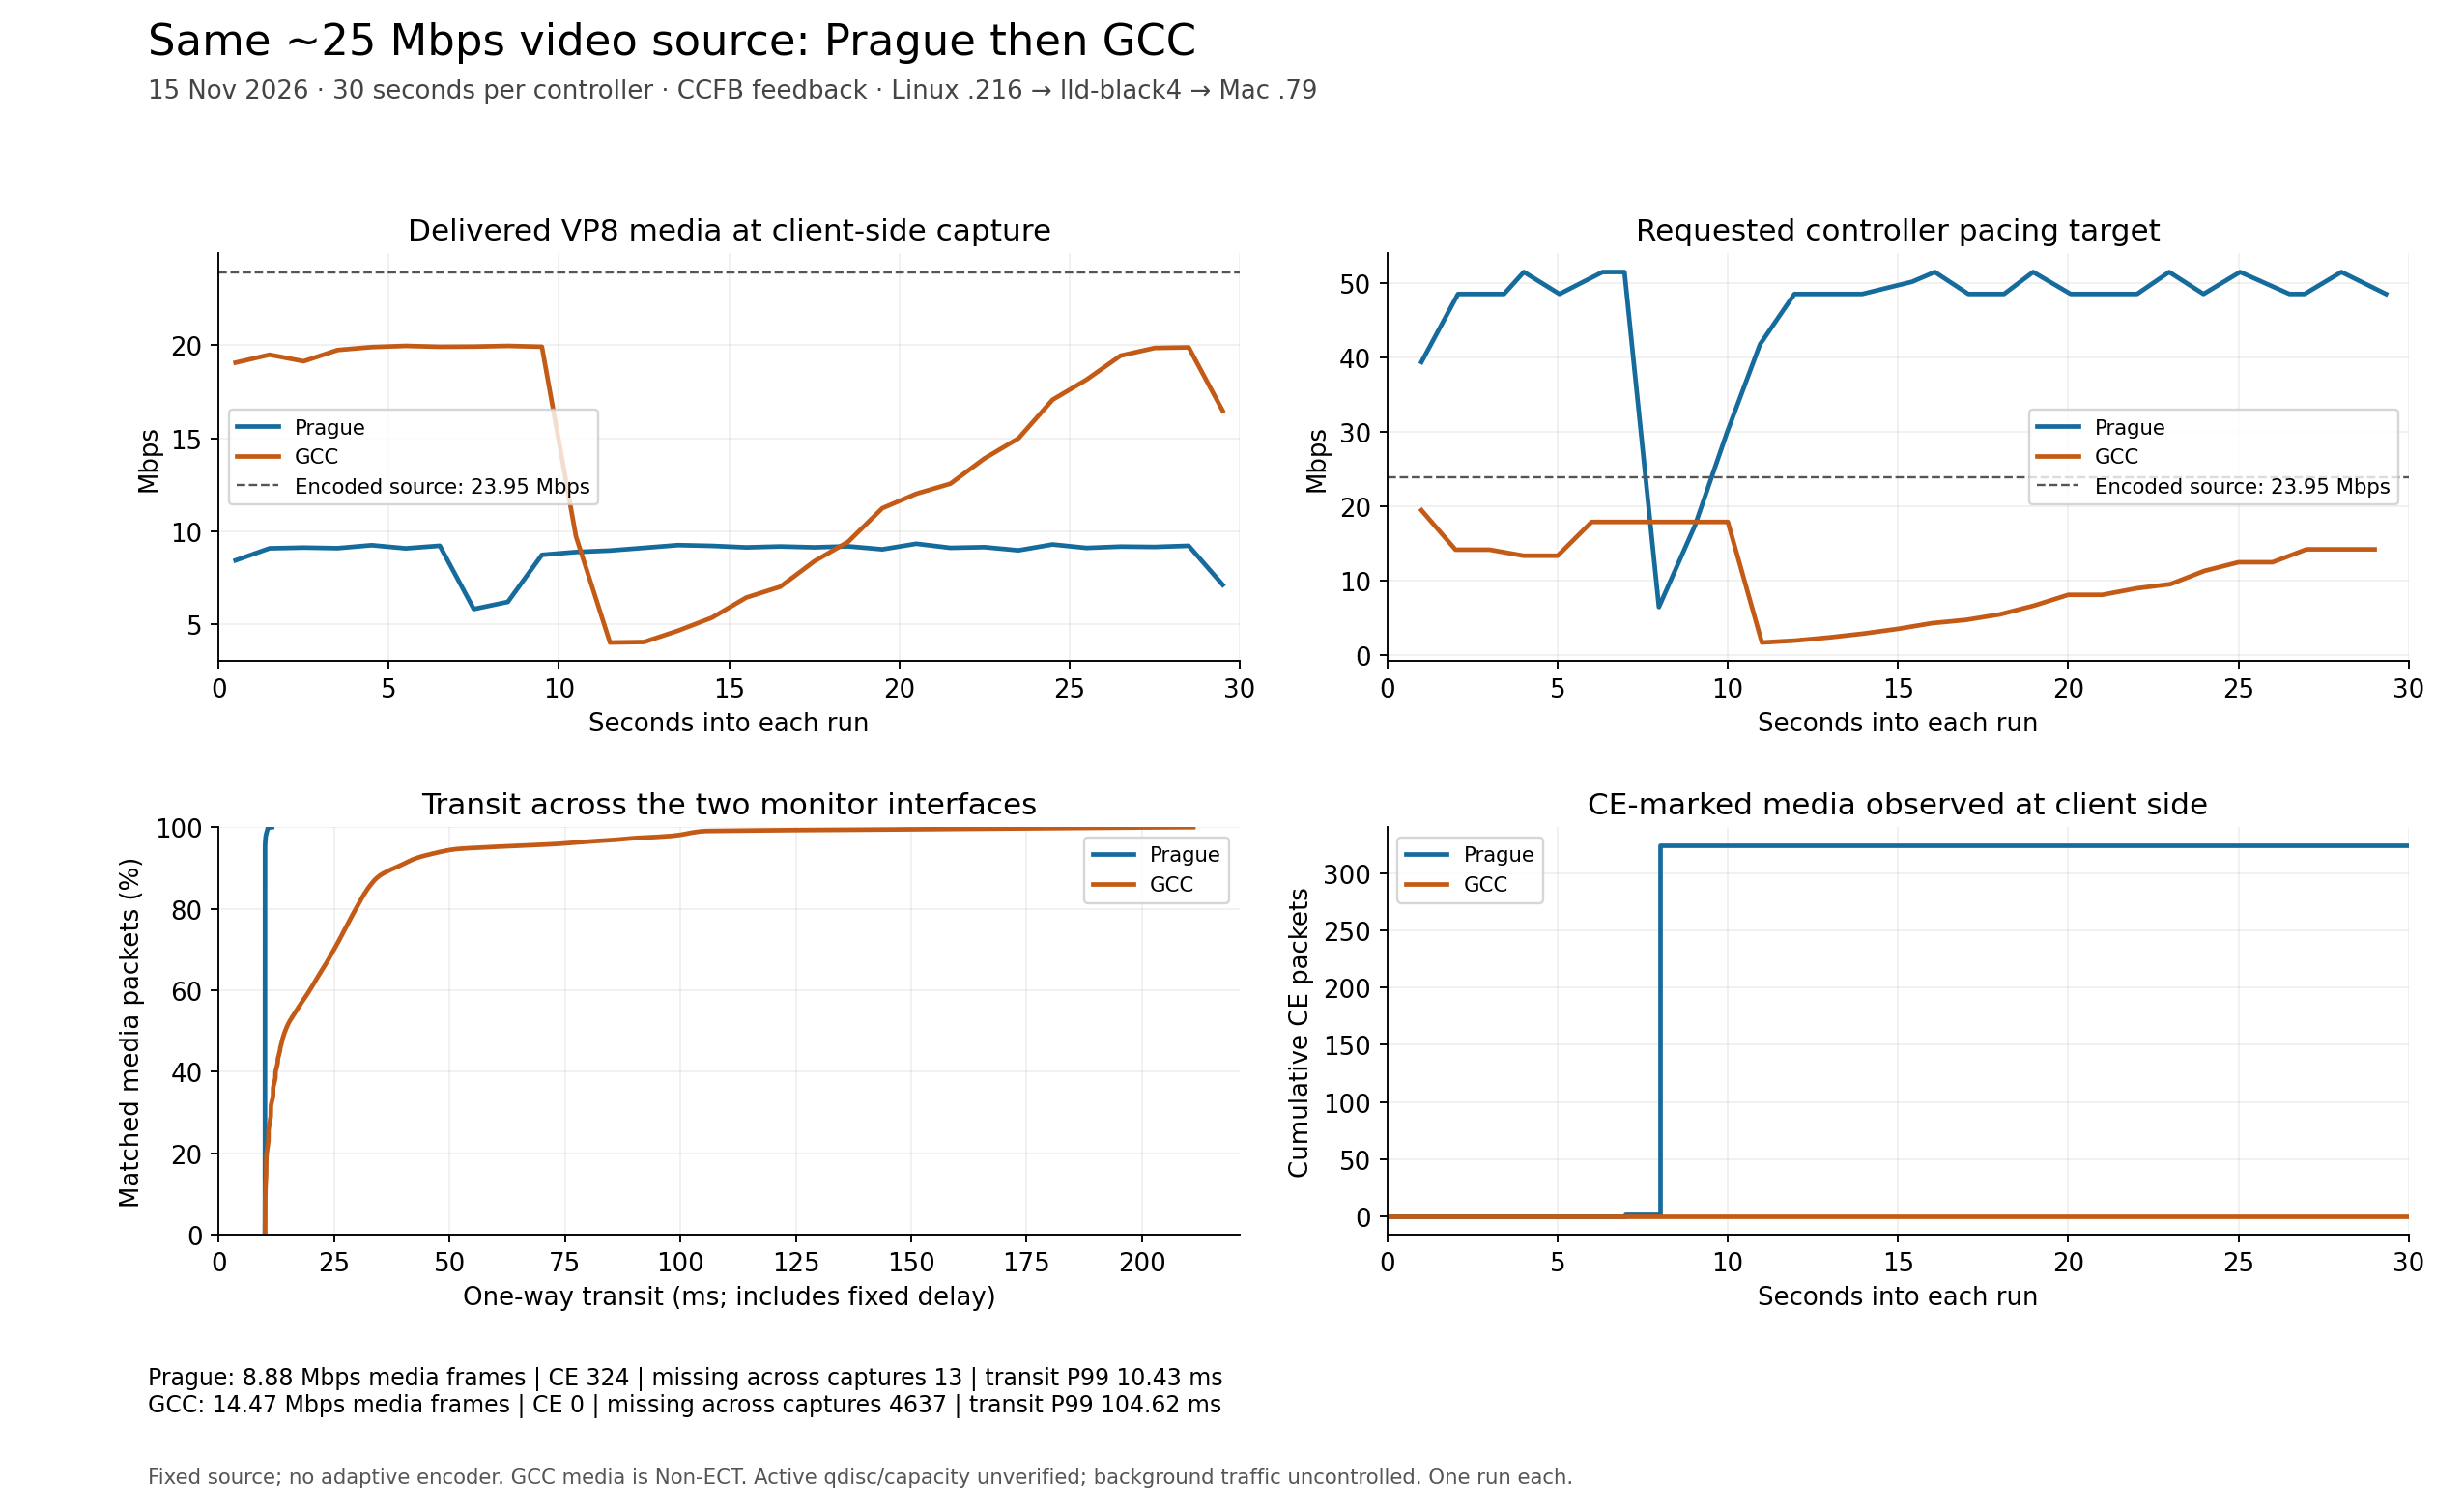 Same ~25 Mbps video source: Prague then GCC
15 Nov 2026 · 30 seconds per controller · CCFB feedback · Linux .216 → lld-black4 → Mac .79
Delivered VP8 media at client-side capture
Mbps
20
15
10
5
Prague
GCC
Encoded source: 23.95 Mbps
0 5 10 15 20 25 30
Seconds into each run
Requested controller pacing target
Mbps
50
40
30
20
10
0
Prague
GCC
Encoded source: 23.95 Mbps
0 5 10 15 20 25 30
Seconds into each run
Transit across the two monitor interfaces
Matched media packets (%)
100
80
60
40
20
0
Prague
GCC
0 25 50 75 100 125 150 175 200
One-way transit (ms; includes fixed delay)
CE-marked media observed at client side
Cumulative CE packets
300
250
200
150
100
50
0
Prague
GCC
0 5 10 15 20 25 30
Seconds into each run
Prague: 8.88 Mbps media frames | CE 324 | missing across captures 13 | transit P99 10.43 ms
GCC: 14.47 Mbps media frames | CE 0 | missing across captures 4637 | transit P99 104.62 ms
Fixed source; no adaptive encoder. GCC media is Non-ECT. Active qdisc/capacity unverified; background traffic uncontrolled. One run each.